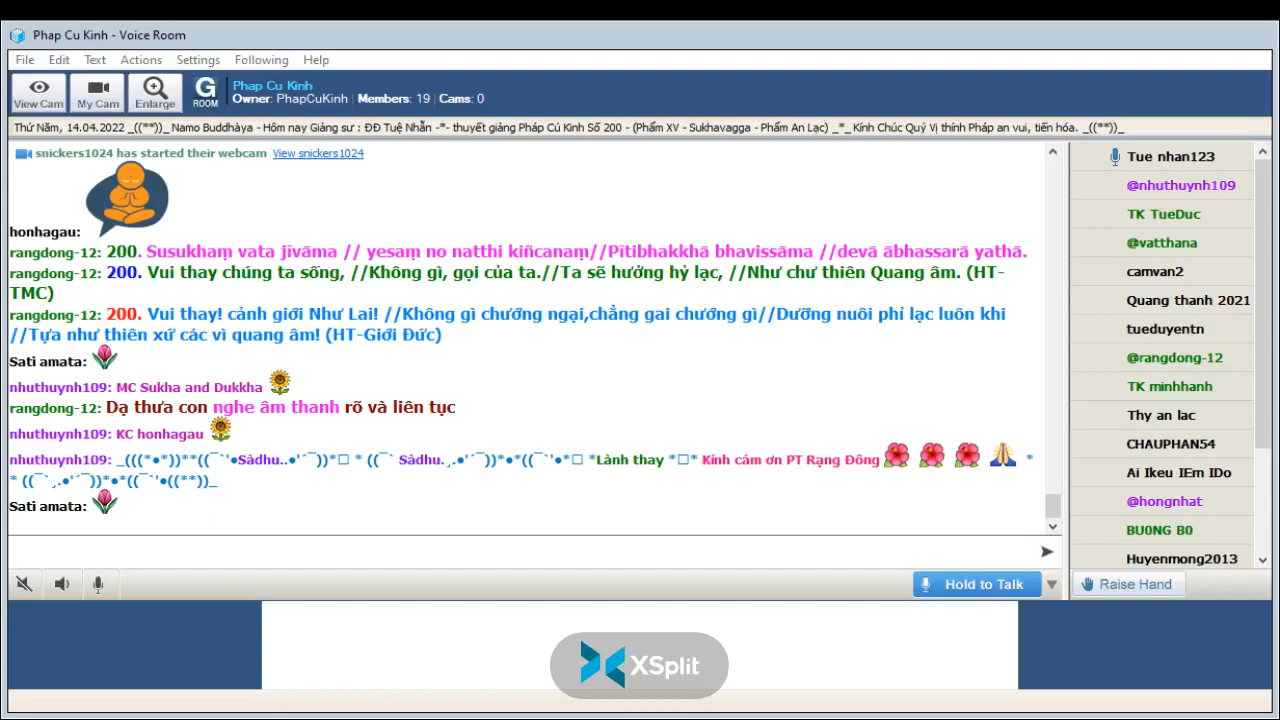 Phap Cu Kinh - Voice Room
File Edit Text Actions Settings Following Help
View Cam My Cam Enlarge G ROOM
Phap Cu Kinh
Owner: PhapCuKinh | Members: 19 | Cams: 0
Thứ Năm, 14.04.2022 _((**))_ Namo Buddhàya - Hôm nay Giảng sư : ĐĐ Tuệ Nhẫn -*- thuyết giảng Pháp Cú Kinh Số 200 - (Phẩm XV - Sukhavagga - Phẩm An Lạc) _*_ Kính Chúc Quý Vị thính Pháp an vui, tiến hóa. _((**))_
snickers1024 has started their webcam View snickers1024
honhagau:
rangdong-12: 200. Susukhaṃ vata jīvāma // yesaṃ no natthi kiñcanaṃ//Pītibhakkhā bhavissāma //devā ābhassarā yathā.
rangdong-12: 200. Vui thay chúng ta sống, //Không gì, gọi của ta.//Ta sẽ hưởng hỷ lạc, //Như chư thiên Quang âm. (HT-
TMC)
rangdong-12: 200. Vui thay! cảnh giới Như Lai! //Không gì chướng ngại,chẳng gai chướng gì//Dưỡng nuôi phỉ lạc luôn khi
//Tựa như thiên xứ các vì quang âm! (HT-Giới Đức)
Sati amata:
nhuthuynh109: MC Sukha and Dukkha
rangdong-12: Dạ thưa con nghe âm thanh rõ và liên tục
nhuthuynh109: KC honhagau
nhuthuynh109: _(((*•*))**((¯`'•Sàdhu..•'´¯))*□ * ((¯` Sàdhu.¸.•'´¯))*•*((¯`'•*□ *Lành thay *□* Kính cám ơn PT Rạng Đông *
* ((¯`¸.•'´¯))*•*((¯`'•((**))_
Sati amata:
Hold to Talk
Tue nhan123
@nhuthuynh109
TK TueDuc
@vatthana
camvan2
Quang thanh 2021
tueduyentn
@rangdong-12
TK minhhanh
Thy an lac
CHAUPHAN54
Ai lkeu IErn IDo
@hongnhat
BU0NG B0
Huyenmong2013
Raise Hand
XSplit